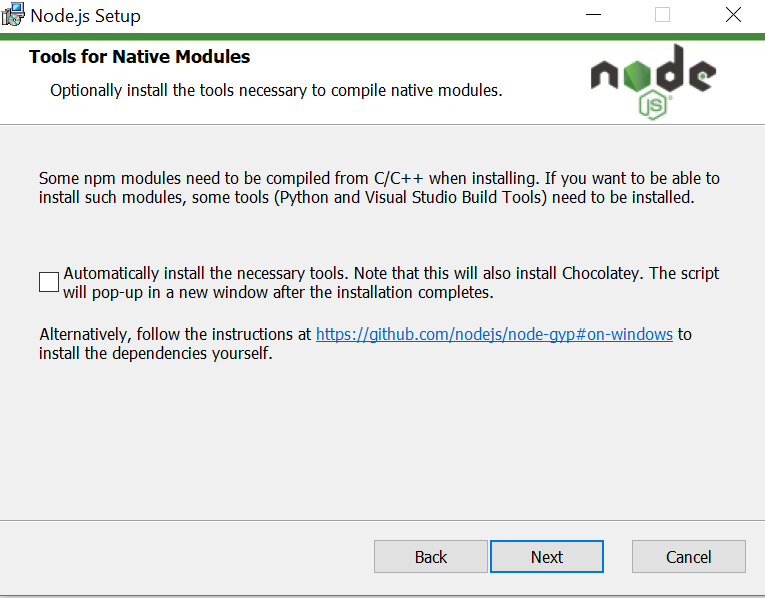 Node.js Setup
Tools for Native Modules
Optionally install the tools necessary to compile native modules.
node
JS
Some npm modules need to be compiled from C/C++ when installing. If you want to be able to
install such modules, some tools (Python and Visual Studio Build Tools) need to be installed.
Automatically install the necessary tools. Note that this will also install Chocolatey. The script
will pop-up in a new window after the installation completes.
Alternatively, follow the instructions at https://github.com/nodejs/node-gyp#on-windows to
install the dependencies yourself.
Back
Next
Cancel